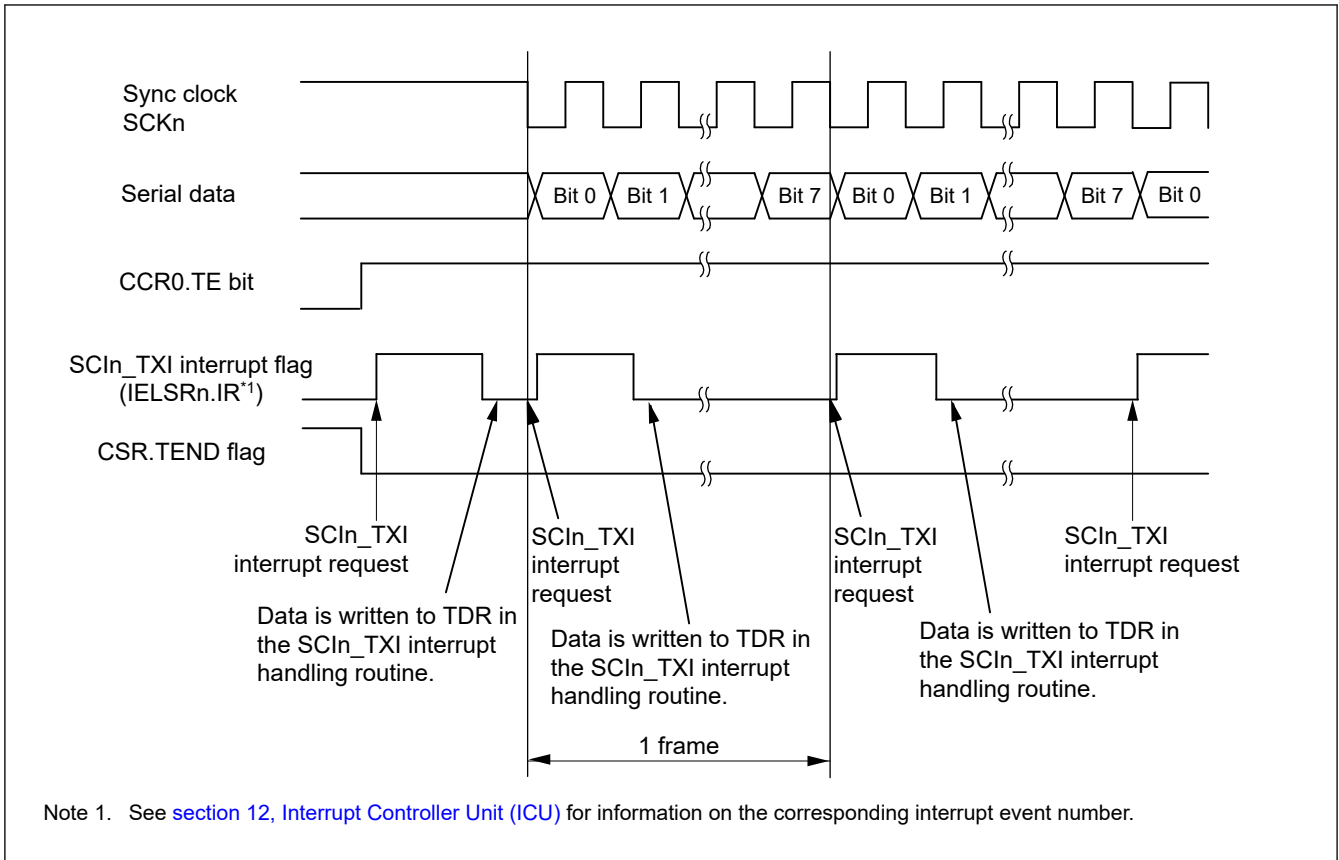 Sync clock
SCKn
Serial data
Bit 0
Bit 1
Bit 7
Bit 0
Bit 1
Bit 7
Bit 0
CCR0.TE bit
SCIn_TXI interrupt flag
(IELSRn.IR*1)
CSR.TEND flag
SCIn_TXI
interrupt request
SCIn_TXI
interrupt
request
SCIn_TXI
interrupt
request
SCIn_TXI
interrupt request
Data is written to TDR in
the SCIn_TXI interrupt
handling routine.
Data is written to TDR in
the SCIn_TXI interrupt
handling routine.
Data is written to TDR in
the SCIn_TXI interrupt
handling routine.
1 frame
Note 1. See section 12, Interrupt Controller Unit (ICU) for information on the corresponding interrupt event number.